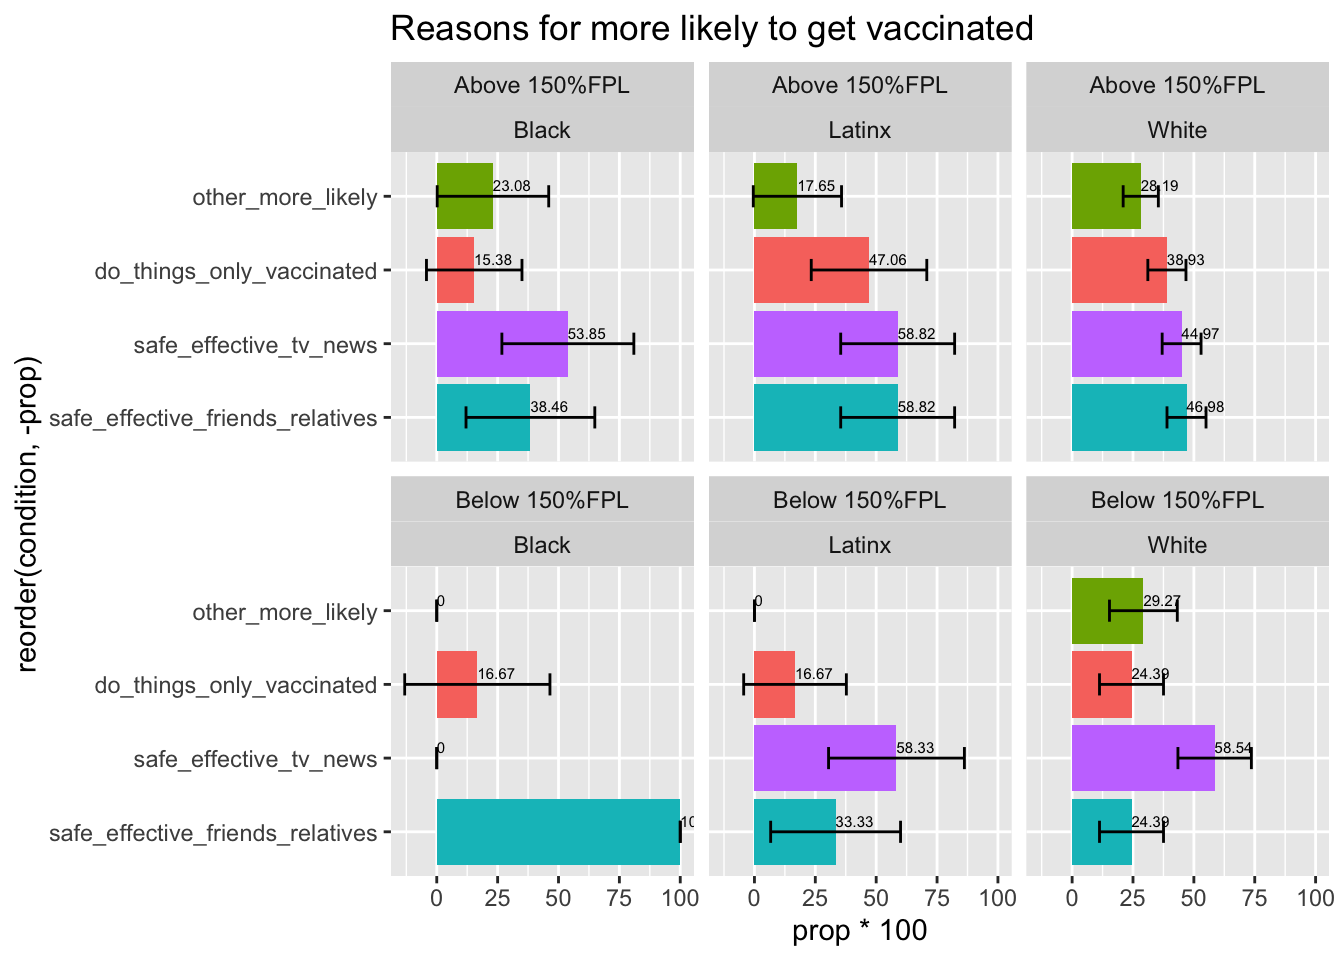 Reasons for more likely to get vaccinated
Above 150%FPL Above 150%FPL Above 150%FPL
Black Latinx White
other_more_likely 23.08 17.65 28.19
do_things_only_vaccinated 15.38 47.06 38.93
safe_effective_tv_news 53.85 58.82 44.97
safe_effective_friends_relatives 38.46 58.82 46.98
reorder(condition, -prop)
Below 150%FPL Below 150%FPL Below 150%FPL
Black Latinx White
other_more_likely 0 0 29.27
do_things_only_vaccinated 16.67 16.67 24.39
safe_effective_tv_news 0 58.33 58.54
safe_effective_friends_relatives 10 33.33 24.39
0 25 50 75 100 0 25 50 75 100 0 25 50 75 100
prop * 100